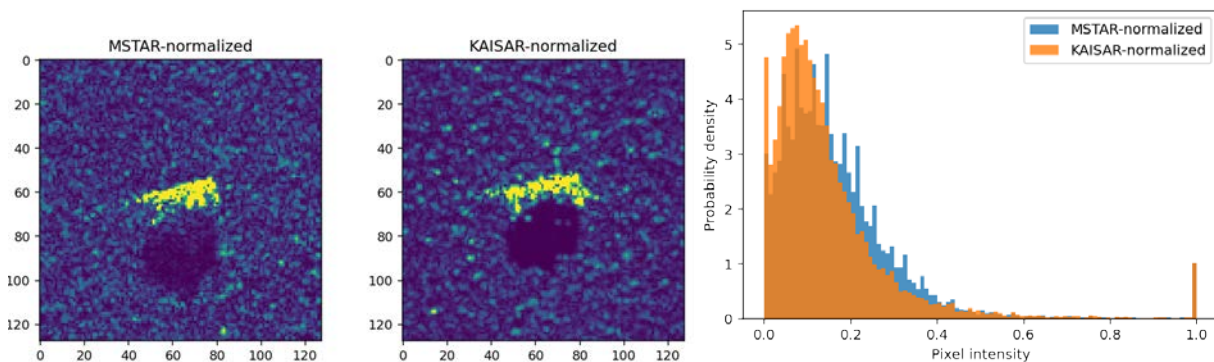 MSTAR-normalized
0
20
40
60
80
100
120
0 20 40 60 80 100 120
KAISAR-normalized
0
20
40
60
80
100
120
0 20 40 60 80 100 120
MSTAR-normalized
KAISAR-normalized
Probability density
5
4
3
2
1
0
0.0 0.2 0.4 0.6 0.8 1.0
Pixel intensity